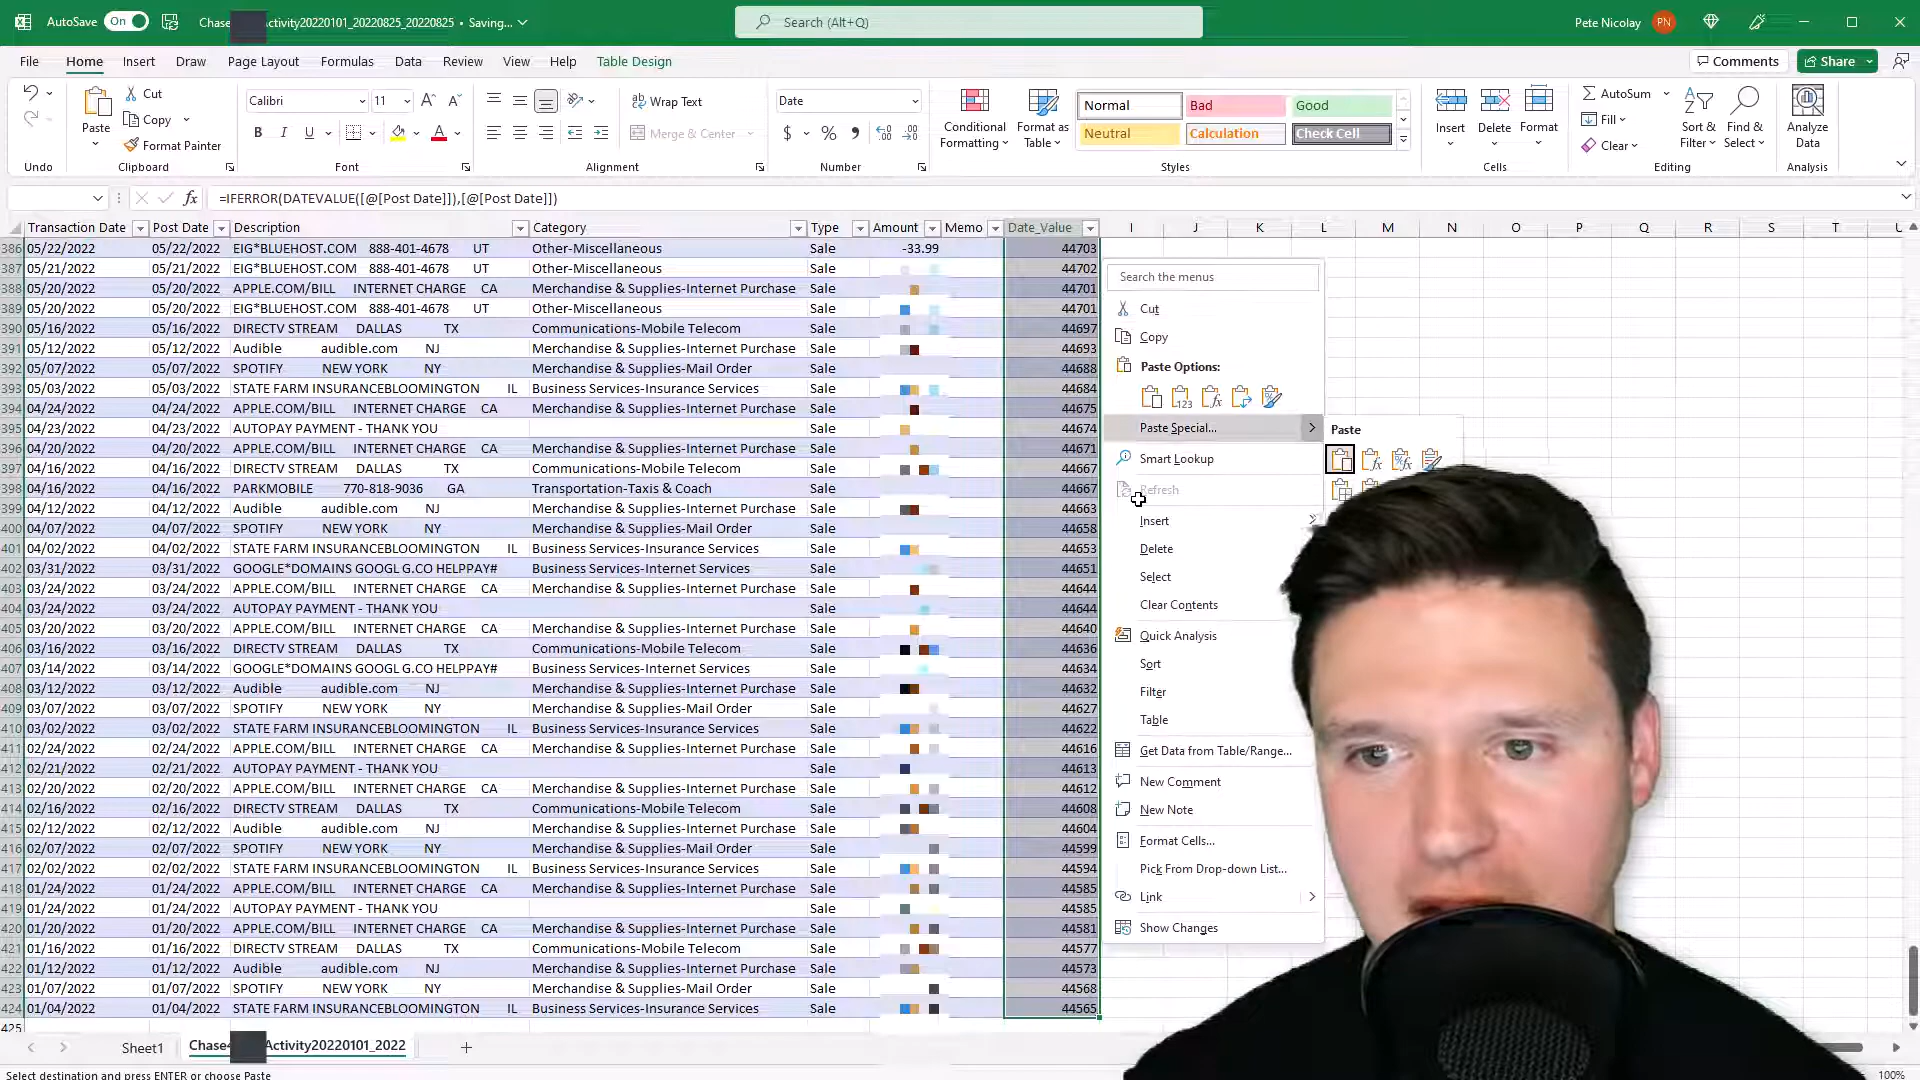 AutoSave On Chase Activity20220101_20220825_20220825 • Saving... Search (Alt+Q) Pete Nicolay PN
File Home Insert Draw Page Layout Formulas Data Review View Help Table Design Comments Share
Cut Calibri 11 Wrap Text Date Normal Bad Good AutoSum
Paste Copy Conditional Formatting Format as Table Insert Delete Format Fill Sort & Filter Find & Select Analyze Data
Format Painter B I U A Merge & Center $ % Neutral Calculation Check Cell Clear
Undo Clipboard Font Alignment Number Styles Cells Editing Analysis
fx =IFERROR(DATEVALUE([@[Post Date]]),[@[Post Date]])
Transaction Date Post Date Description Category Type Amount Memo Date_Value I J K L M N O P Q R S T
386 05/22/2022 05/22/2022 EIG*BLUEHOST.COM 888-401-4678 UT Other-Miscellaneous Sale -33.99 44703
387 05/21/2022 05/21/2022 EIG*BLUEHOST.COM 888-401-4678 UT Other-Miscellaneous Sale 44702
388 05/20/2022 05/20/2022 APPLE.COM/BILL INTERNET CHARGE CA Merchandise & Supplies-Internet Purchase Sale 44701
389 05/20/2022 05/20/2022 EIG*BLUEHOST.COM 888-401-4678 UT Other-Miscellaneous Sale 44701
390 05/16/2022 05/16/2022 DIRECTV STREAM DALLAS TX Communications-Mobile Telecom Sale 44697
391 05/12/2022 05/12/2022 Audible audible.com NJ Merchandise & Supplies-Internet Purchase Sale 44693
392 05/07/2022 05/07/2022 SPOTIFY NEW YORK NY Merchandise & Supplies-Mail Order Sale 44688
393 05/03/2022 05/03/2022 STATE FARM INSURANCEBLOOMINGTON IL Business Services-Insurance Services Sale 44684
394 04/24/2022 04/24/2022 APPLE.COM/BILL INTERNET CHARGE CA Merchandise & Supplies-Internet Purchase Sale 44675
395 04/23/2022 04/23/2022 AUTOPAY PAYMENT - THANK YOU Sale 44674
396 04/20/2022 04/20/2022 APPLE.COM/BILL INTERNET CHARGE CA Merchandise & Supplies-Internet Purchase Sale 44671
397 04/16/2022 04/16/2022 DIRECTV STREAM DALLAS TX Communications-Mobile Telecom Sale 44667
398 04/16/2022 04/16/2022 PARKMOBILE 770-818-9036 GA Transportation-Taxis & Coach Sale 44667
399 04/12/2022 04/12/2022 Audible audible.com NJ Merchandise & Supplies-Internet Purchase Sale 44663
400 04/07/2022 04/07/2022 SPOTIFY NEW YORK NY Merchandise & Supplies-Mail Order Sale 44658
401 04/02/2022 04/02/2022 STATE FARM INSURANCEBLOOMINGTON IL Business Services-Insurance Services Sale 44653
402 03/31/2022 03/31/2022 GOOGLE*DOMAINS GOOGL G.CO HELPPAY# Business Services-Internet Services Sale 44651
403 03/24/2022 03/24/2022 APPLE.COM/BILL INTERNET CHARGE CA Merchandise & Supplies-Internet Purchase Sale 44644
404 03/24/2022 03/24/2022 AUTOPAY PAYMENT - THANK YOU Sale 44644
405 03/20/2022 03/20/2022 APPLE.COM/BILL INTERNET CHARGE CA Merchandise & Supplies-Internet Purchase Sale 44640
406 03/16/2022 03/16/2022 DIRECTV STREAM DALLAS TX Communications-Mobile Telecom Sale 44636
407 03/14/2022 03/14/2022 GOOGLE*DOMAINS GOOGL G.CO HELPPAY# Business Services-Internet Services Sale 44634
408 03/12/2022 03/12/2022 Audible audible.com NJ Merchandise & Supplies-Internet Purchase Sale 44632
409 03/07/2022 03/07/2022 SPOTIFY NEW YORK NY Merchandise & Supplies-Mail Order Sale 44627
410 03/02/2022 03/02/2022 STATE FARM INSURANCEBLOOMINGTON IL Business Services-Insurance Services Sale 44622
411 02/24/2022 02/24/2022 APPLE.COM/BILL INTERNET CHARGE CA Merchandise & Supplies-Internet Purchase Sale 44616
412 02/21/2022 02/21/2022 AUTOPAY PAYMENT - THANK YOU Sale 44613
413 02/20/2022 02/20/2022 APPLE.COM/BILL INTERNET CHARGE CA Merchandise & Supplies-Internet Purchase Sale 44612
414 02/16/2022 02/16/2022 DIRECTV STREAM DALLAS TX Communications-Mobile Telecom Sale 44608
415 02/12/2022 02/12/2022 Audible audible.com NJ Merchandise & Supplies-Internet Purchase Sale 44604
416 02/07/2022 02/07/2022 SPOTIFY NEW YORK NY Merchandise & Supplies-Mail Order Sale 44599
417 02/02/2022 02/02/2022 STATE FARM INSURANCEBLOOMINGTON IL Business Services-Insurance Services Sale 44594
418 01/24/2022 01/24/2022 APPLE.COM/BILL INTERNET CHARGE CA Merchandise & Supplies-Internet Purchase Sale 44585
419 01/24/2022 01/24/2022 AUTOPAY PAYMENT - THANK YOU Sale 44585
420 01/20/2022 01/20/2022 APPLE.COM/BILL INTERNET CHARGE CA Merchandise & Supplies-Internet Purchase Sale 44581
421 01/16/2022 01/16/2022 DIRECTV STREAM DALLAS TX Communications-Mobile Telecom Sale 44577
422 01/12/2022 01/12/2022 Audible audible.com NJ Merchandise & Supplies-Internet Purchase Sale 44573
423 01/07/2022 01/07/2022 SPOTIFY NEW YORK NY Merchandise & Supplies-Mail Order Sale 44568
424 01/04/2022 01/04/2022 STATE FARM INSURANCEBLOOMINGTON IL Business Services-Insurance Services Sale 44565
425
Search the menus
Cut
Copy
Paste Options:
Paste Special...
Paste
Smart Lookup
Refresh
Insert
Delete
Select
Clear Contents
Quick Analysis
Sort
Filter
Table
Get Data from Table/Range...
New Comment
New Note
Format Cells...
Pick From Drop-down List...
Link
Show Changes
Sheet1 Chase Activity20220101_2022
Select destination and press ENTER or choose Paste 100%